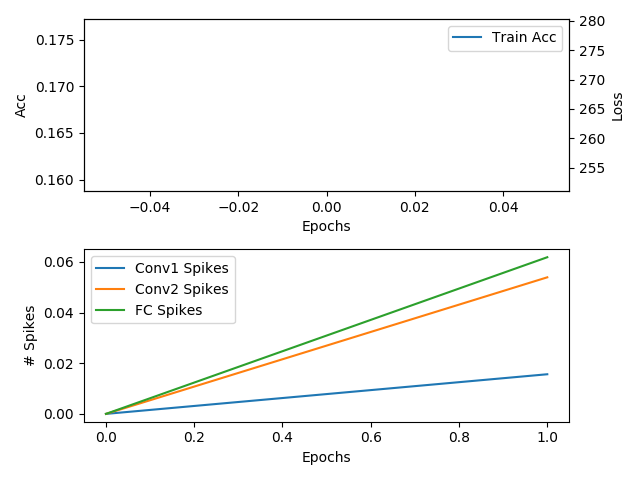 0.175
0.170
0.165
0.160
Acc
Train Acc
280
275
270
265
260
255
Loss
−0.04 −0.02 0.00 0.02 0.04
Epochs
0.06
0.04
0.02
0.00
# Spikes
Conv1 Spikes
Conv2 Spikes
FC Spikes
0.0 0.2 0.4 0.6 0.8 1.0
Epochs